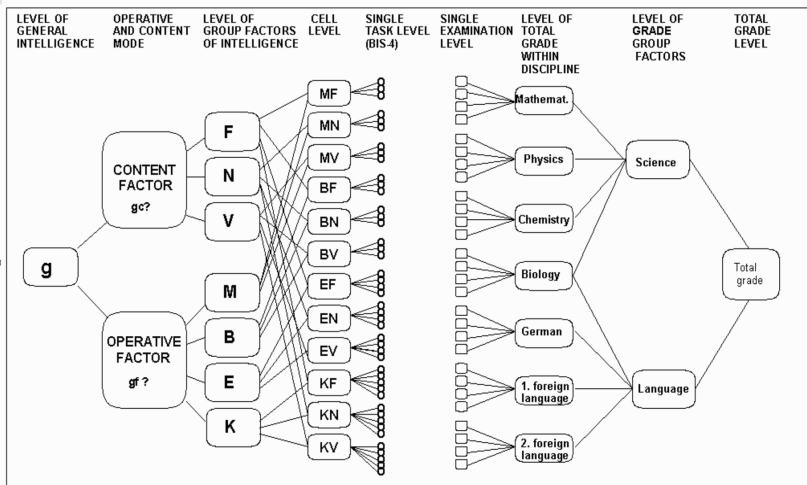 LEVEL OF
GENERAL
INTELLIGENCE
OPERATIVE
AND CONTENT
MODE
LEVEL OF
GROUP FACTORS
OF INTELLIGENCE
CELL
LEVEL
SINGLE
TASK LEVEL
(BIS-4)
SINGLE
EXAMINATION
LEVEL
LEVEL OF
TOTAL
GRADE
WITHIN
DISCIPLINE
LEVEL OF
GRADE
GROUP
FACTORS
TOTAL
GRADE
LEVEL
g
CONTENT
FACTOR
gc?
OPERATIVE
FACTOR
gf ?
F
N
V
M
B
E
K
MF
MN
MV
BF
BN
BV
EF
EN
EV
KF
KN
KV
Mathemat.
Physics
Chemistry
Biology
German
1. foreign
language
2. foreign
language
Science
Language
Total
grade